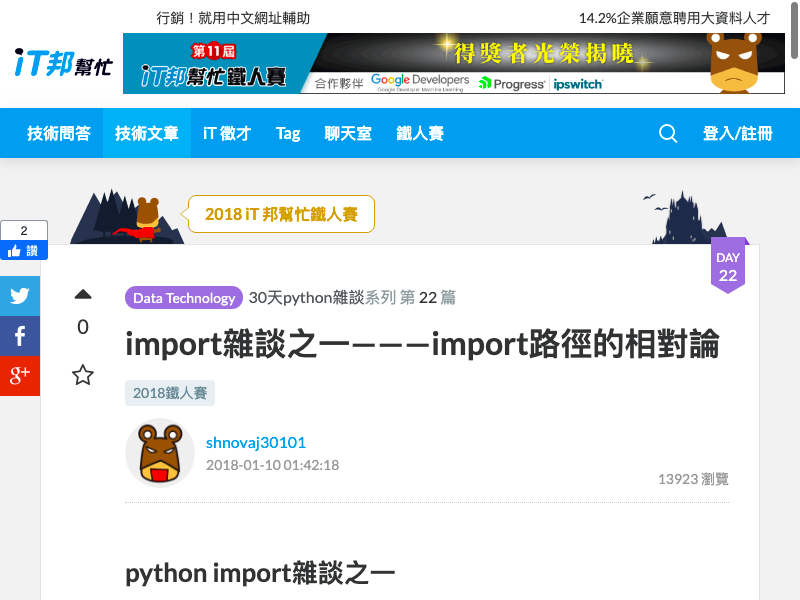 行銷！就用中文網址輔助
14.2%企業願意聘用大資料人才
iT邦幫忙
第11屆
iT邦幫忙鐵人賽
得獎者光榮揭曉
合作夥伴 Google Developers Progress ipswitch
Google Developer Machine Learning
技術問答 技術文章 iT 徵才 Tag 聊天室 鐵人賽 登入/註冊
2018 iT 邦幫忙鐵人賽
2
讚
DAY
22
Data Technology 30天python雜談系列 第 22 篇
0
import雜談之一———import路徑的相對論
2018鐵人賽
shnovaj30101
2018-01-10 01:42:18
13923 瀏覽
python import雜談之一